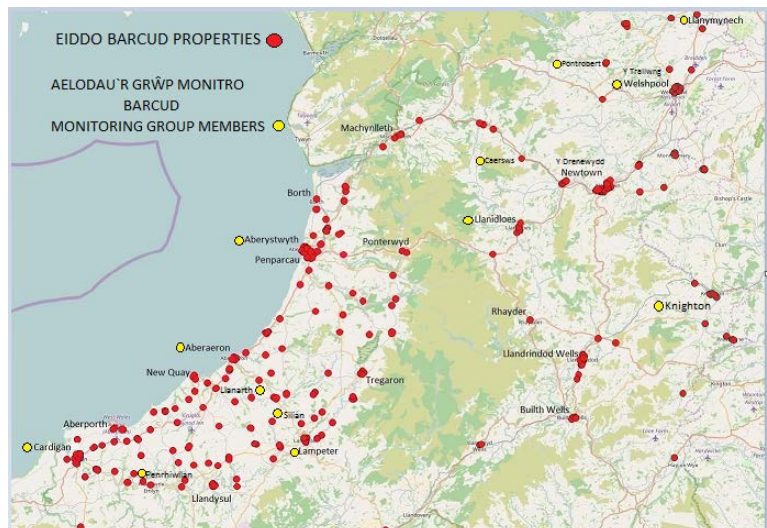 EIDDO BARCUD PROPERTIES
AELODAU`R GRŴP MONITRO
BARCUD
MONITORING GROUP MEMBERS
Llanymynech
Pontrobert
Y Trallwng
Welshpool
Machynlleth
Caersws
Y Drenewydd
Newtown
Borth
Llanidloes
Aberystwyth
Ponterwyd
Penparcau
Rhayder
Knighton
Aberaeron
Llandrindod Wells
New Quay
Tregaron
Llanarth
Silian
Builth Wells
Aberporth
Cardigan
Lampeter
Penrhiwllan
Llandysul